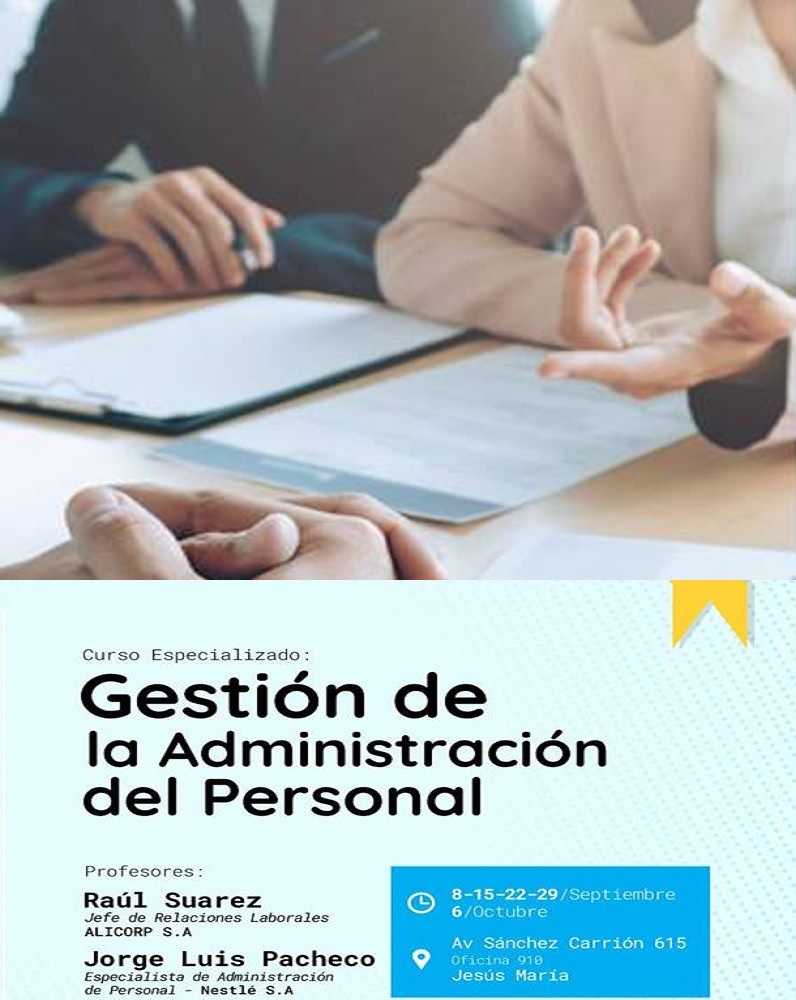 Curso Especializado:
Gestión de
la Administración
del Personal
Profesores:
Raúl Suarez
Jefe de Relaciones Laborales
ALICORP S.A
Jorge Luis Pacheco
Especialista de Administración
de Personal - Nestlé S.A
8-15-22-29/Septiembre
6/Octubre
Av Sánchez Carrión 615
Oficina 910
Jesús María